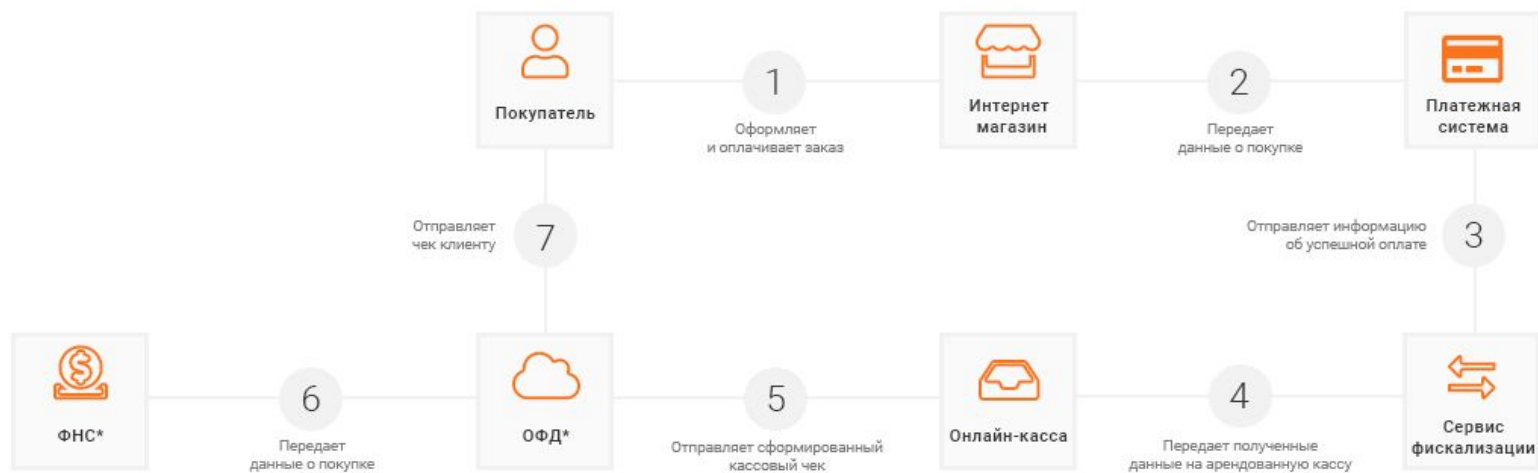 Покупатель
1
Оформляет
и оплачивает заказ
Интернет
магазин
2
Передает
данные о покупке
Платежная
система
Отправляет
чек клиенту
7
Отправляет информацию
об успешной оплате
3
ФНС*
6
Передает
данные о покупке
ОФД*
5
Отправляет сформированный
кассовый чек
Онлайн-касса
4
Передает полученные
данные на арендованную кассу
Сервис
фискализации